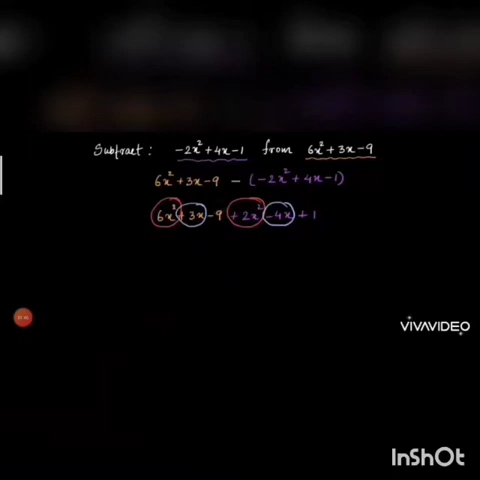 Subtract : -2x² + 4x - 1 from 6x² + 3x - 9
6x² + 3x - 9 - (-2x² + 4x - 1)
6x² + 3x - 9 + 2x² - 4x + 1
VIVAVIDEO
InShOt